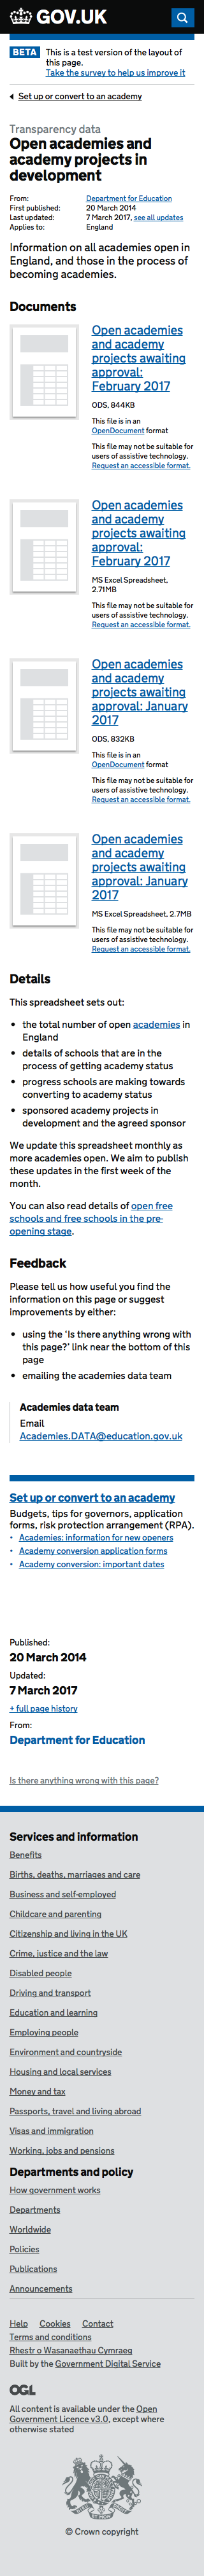 GOV.UK
BETA This is a test version of the layout of
this page.
Take the survey to help us improve it
Set up or convert to an academy
Transparency data
Open academies and
academy projects in
development
From: Department for Education
First published: 20 March 2014
Last updated: 7 March 2017, see all updates
Applies to: England
Information on all academies open in
England, and those in the process of
becoming academies.
Documents
Open academies
and academy
projects awaiting
approval:
February 2017
ODS, 844KB
This file is in an
OpenDocument format
This file may not be suitable for
users of assistive technology.
Request an accessible format.
Open academies
and academy
projects awaiting
approval:
February 2017
MS Excel Spreadsheet,
2.71MB
This file may not be suitable for
users of assistive technology.
Request an accessible format.
Open academies
and academy
projects awaiting
approval: January
2017
ODS, 832KB
This file is in an
OpenDocument format
This file may not be suitable for
users of assistive technology.
Request an accessible format.
Open academies
and academy
projects awaiting
approval: January
2017
MS Excel Spreadsheet, 2.7MB
This file may not be suitable for
users of assistive technology.
Request an accessible format.
Details
This spreadsheet sets out:
• the total number of open academies in
England
• details of schools that are in the
process of getting academy status
• progress schools are making towards
converting to academy status
• sponsored academy projects in
development and the agreed sponsor
We update this spreadsheet monthly as
more academies open. We aim to publish
these updates in the first week of the
month.
You can also read details of open free
schools and free schools in the pre-
opening stage.
Feedback
Please tell us how useful you find the
information on this page or suggest
improvements by either:
• using the ‘Is there anything wrong with
this page?’ link near the bottom of this
page
• emailing the academies data team
Academies data team
Email
Academies.DATA@education.gov.uk
Set up or convert to an academy
Budgets, tips for governors, application
forms, risk protection arrangement (RPA).
• Academies: information for new openers
• Academy conversion application forms
• Academy conversion: important dates
Published:
20 March 2014
Updated:
7 March 2017
+ full page history
From:
Department for Education
Is there anything wrong with this page?
Services and information
Benefits
Births, deaths, marriages and care
Business and self-employed
Childcare and parenting
Citizenship and living in the UK
Crime, justice and the law
Disabled people
Driving and transport
Education and learning
Employing people
Environment and countryside
Housing and local services
Money and tax
Passports, travel and living abroad
Visas and immigration
Working, jobs and pensions
Departments and policy
How government works
Departments
Worldwide
Policies
Publications
Announcements
Help Cookies Contact
Terms and conditions
Rhestr o Wasanaethau Cymraeg
Built by the Government Digital Service
OGL
All content is available under the Open
Government Licence v3.0, except where
otherwise stated
© Crown copyright